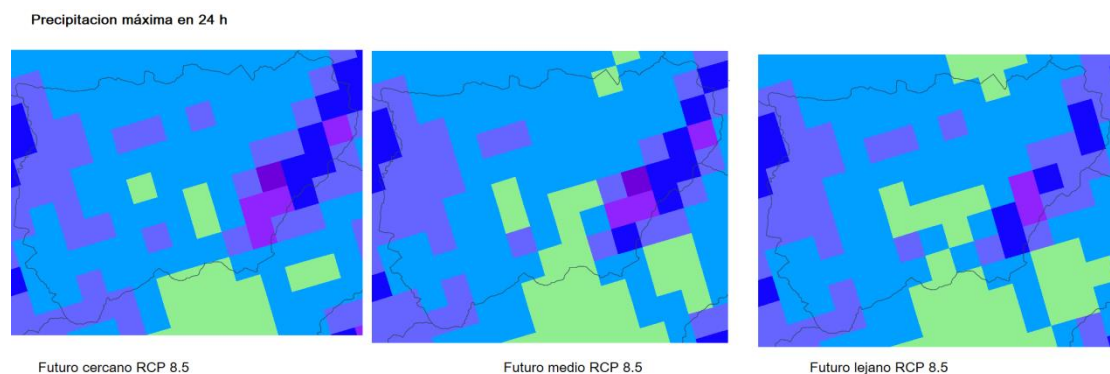 Precipitacion máxima en 24 h
Futuro cercano RCP 8.5
Futuro medio RCP 8.5
Futuro lejano RCP 8.5